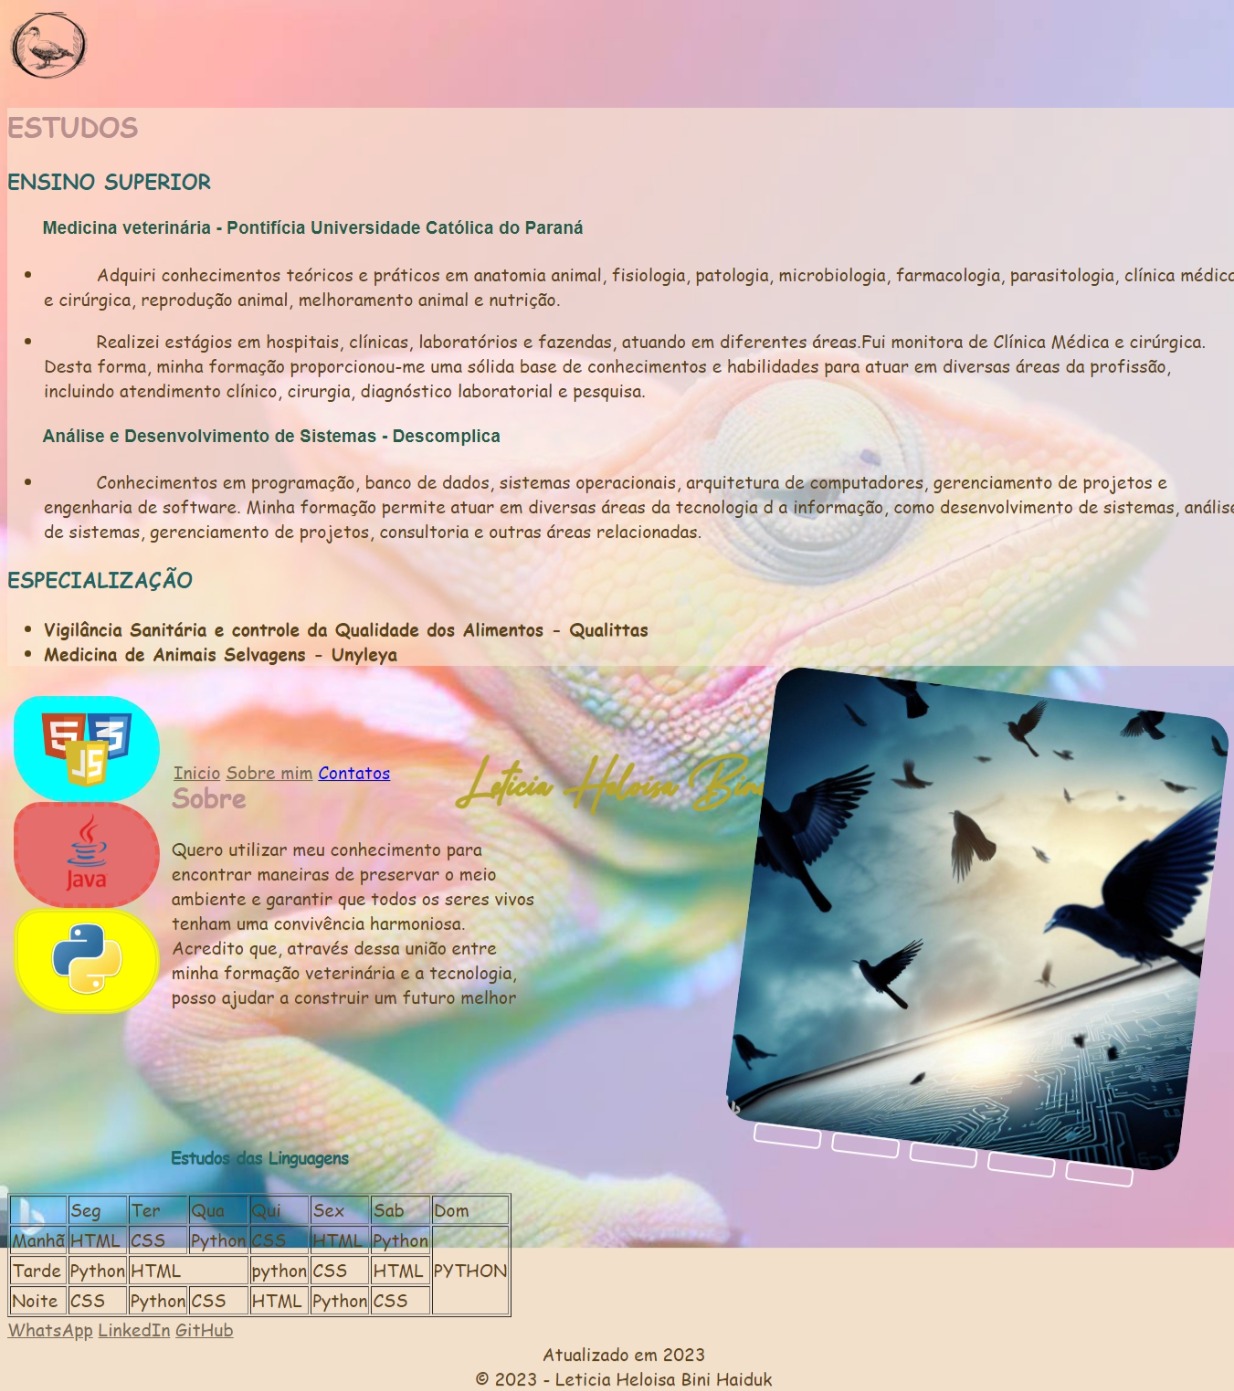 ESTUDOS
ENSINO SUPERIOR
Medicina veterinária - Pontifícia Universidade Católica do Paraná
Adquiri conhecimentos teóricos e práticos em anatomia animal, fisiologia, patologia, microbiologia, farmacologia, parasitologia, clínica médica
e cirúrgica, reprodução animal, melhoramento animal e nutrição.
Realizei estágios em hospitais, clínicas, laboratórios e fazendas, atuando em diferentes áreas.Fui monitora de Clínica Médica e cirúrgica.
Desta forma, minha formação proporcionou-me uma sólida base de conhecimentos e habilidades para atuar em diversas áreas da profissão,
incluindo atendimento clínico, cirurgia, diagnóstico laboratorial e pesquisa.
Análise e Desenvolvimento de Sistemas - Descomplica
Conhecimentos em programação, banco de dados, sistemas operacionais, arquitetura de computadores, gerenciamento de projetos e
engenharia de software. Minha formação permite atuar em diversas áreas da tecnologia d a informação, como desenvolvimento de sistemas, análise
de sistemas, gerenciamento de projetos, consultoria e outras áreas relacionadas.
ESPECIALIZAÇÃO
Vigilância Sanitária e controle da Qualidade dos Alimentos - Qualittas
Medicina de Animais Selvagens - Unyleya
5 3
JS
Java
Inicio Sobre mim Contatos
Leticia Heloisa Bini
Sobre
Quero utilizar meu conhecimento para
encontrar maneiras de preservar o meio
ambiente e garantir que todos os seres vivos
tenham uma convivência harmoniosa.
Acredito que, através dessa união entre
minha formação veterinária e a tecnologia,
posso ajudar a construir um futuro melhor
Estudos das Linguagens
Seg Ter Qua Qui Sex Sab Dom
Manhã HTML CSS Python CSS HTML Python
Tarde Python HTML python CSS HTML PYTHON
Noite CSS Python CSS HTML Python CSS
WhatsApp LinkedIn GitHub
Atualizado em 2023
© 2023 - Leticia Heloisa Bini Haiduk